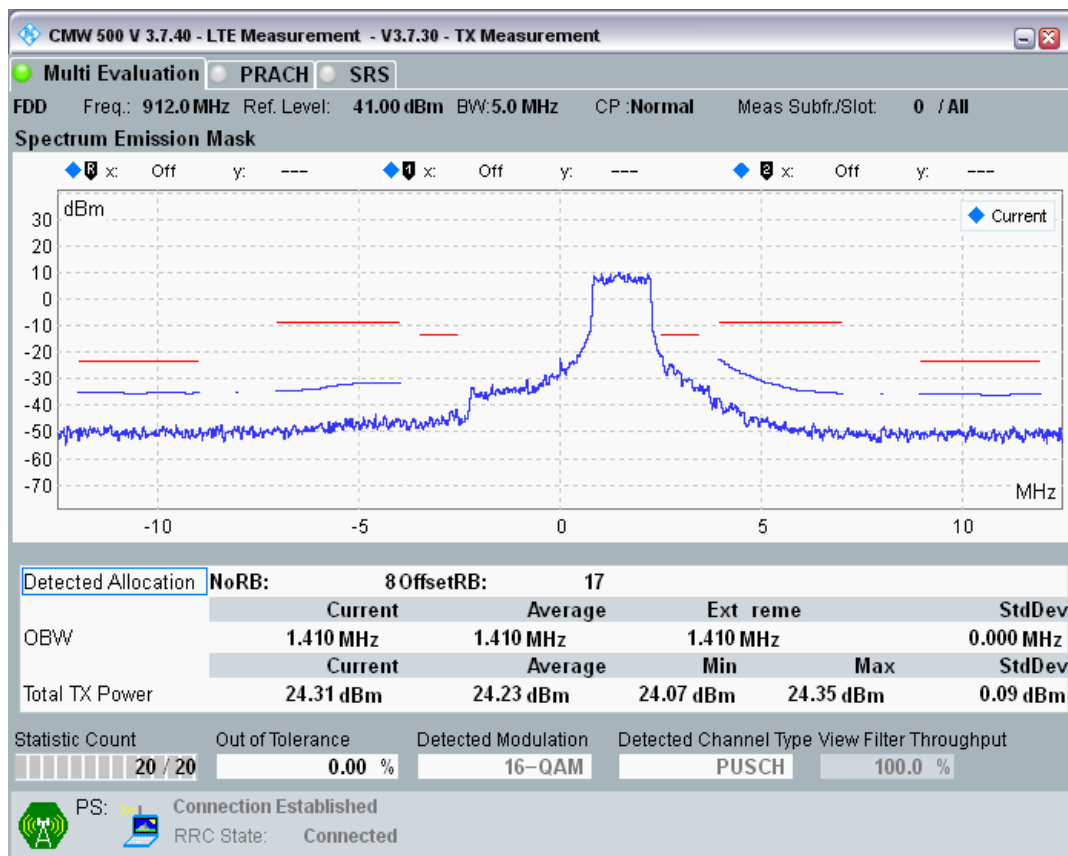 CMW 500 V 3.7.40 - LTE Measurement - V3.7.30 - TX Measurement
Multi Evaluation PRACH SRS
FDD Freq.: 912.0 MHz Ref. Level: 41.00 dBm BW:5.0 MHz CP :Normal Meas Subfr./Slot: 0 / All
Spectrum Emission Mask
R x: Off y: --- 1 x: Off y: --- 2 x: Off y: ---
dBm
Current
30
20
10
0
-10
-20
-30
-40
-50
-60
-70
MHz
-10 -5 0 5 10
Detected Allocation NoRB: 8 OffsetRB: 17
Current Average Ext reme StdDev
OBW 1.410 MHz 1.410 MHz 1.410 MHz 0.000 MHz
Current Average Min Max StdDev
Total TX Power 24.31 dBm 24.23 dBm 24.07 dBm 24.35 dBm 0.09 dBm
Statistic Count Out of Tolerance Detected Modulation Detected Channel Type View Filter Throughput
20 / 20 0.00 % 16-QAM PUSCH 100.0 %
PS: Connection Established
RRC State: Connected